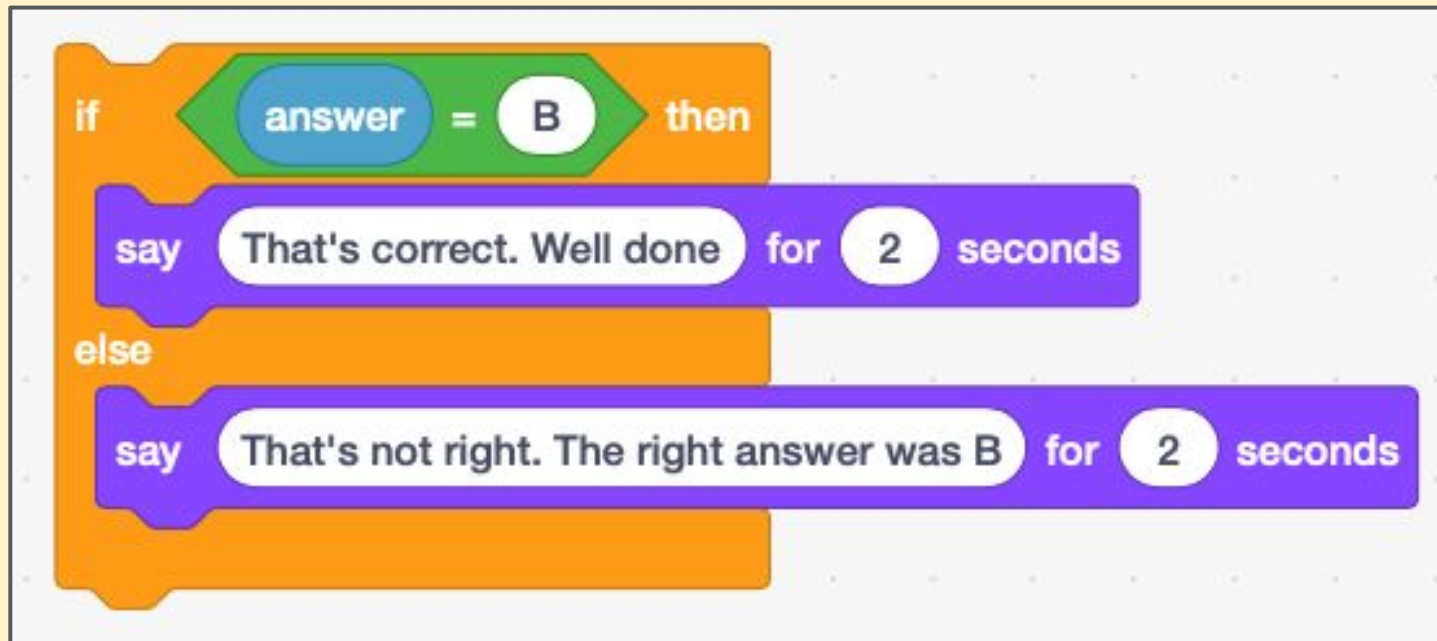 if answer = B then
say That's correct. Well done for 2 seconds
else
say That's not right. The right answer was B for 2 seconds